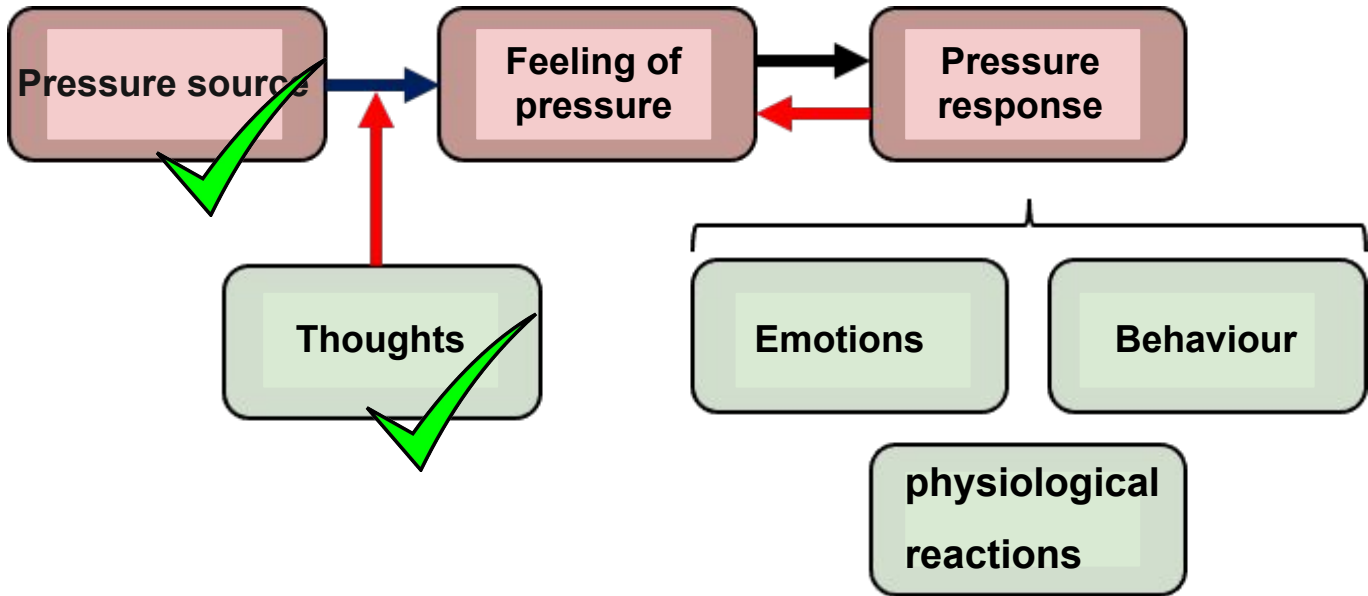 Pressure source
Feeling of
pressure
Pressure
response
Thoughts
Emotions
Behaviour
physiological
reactions